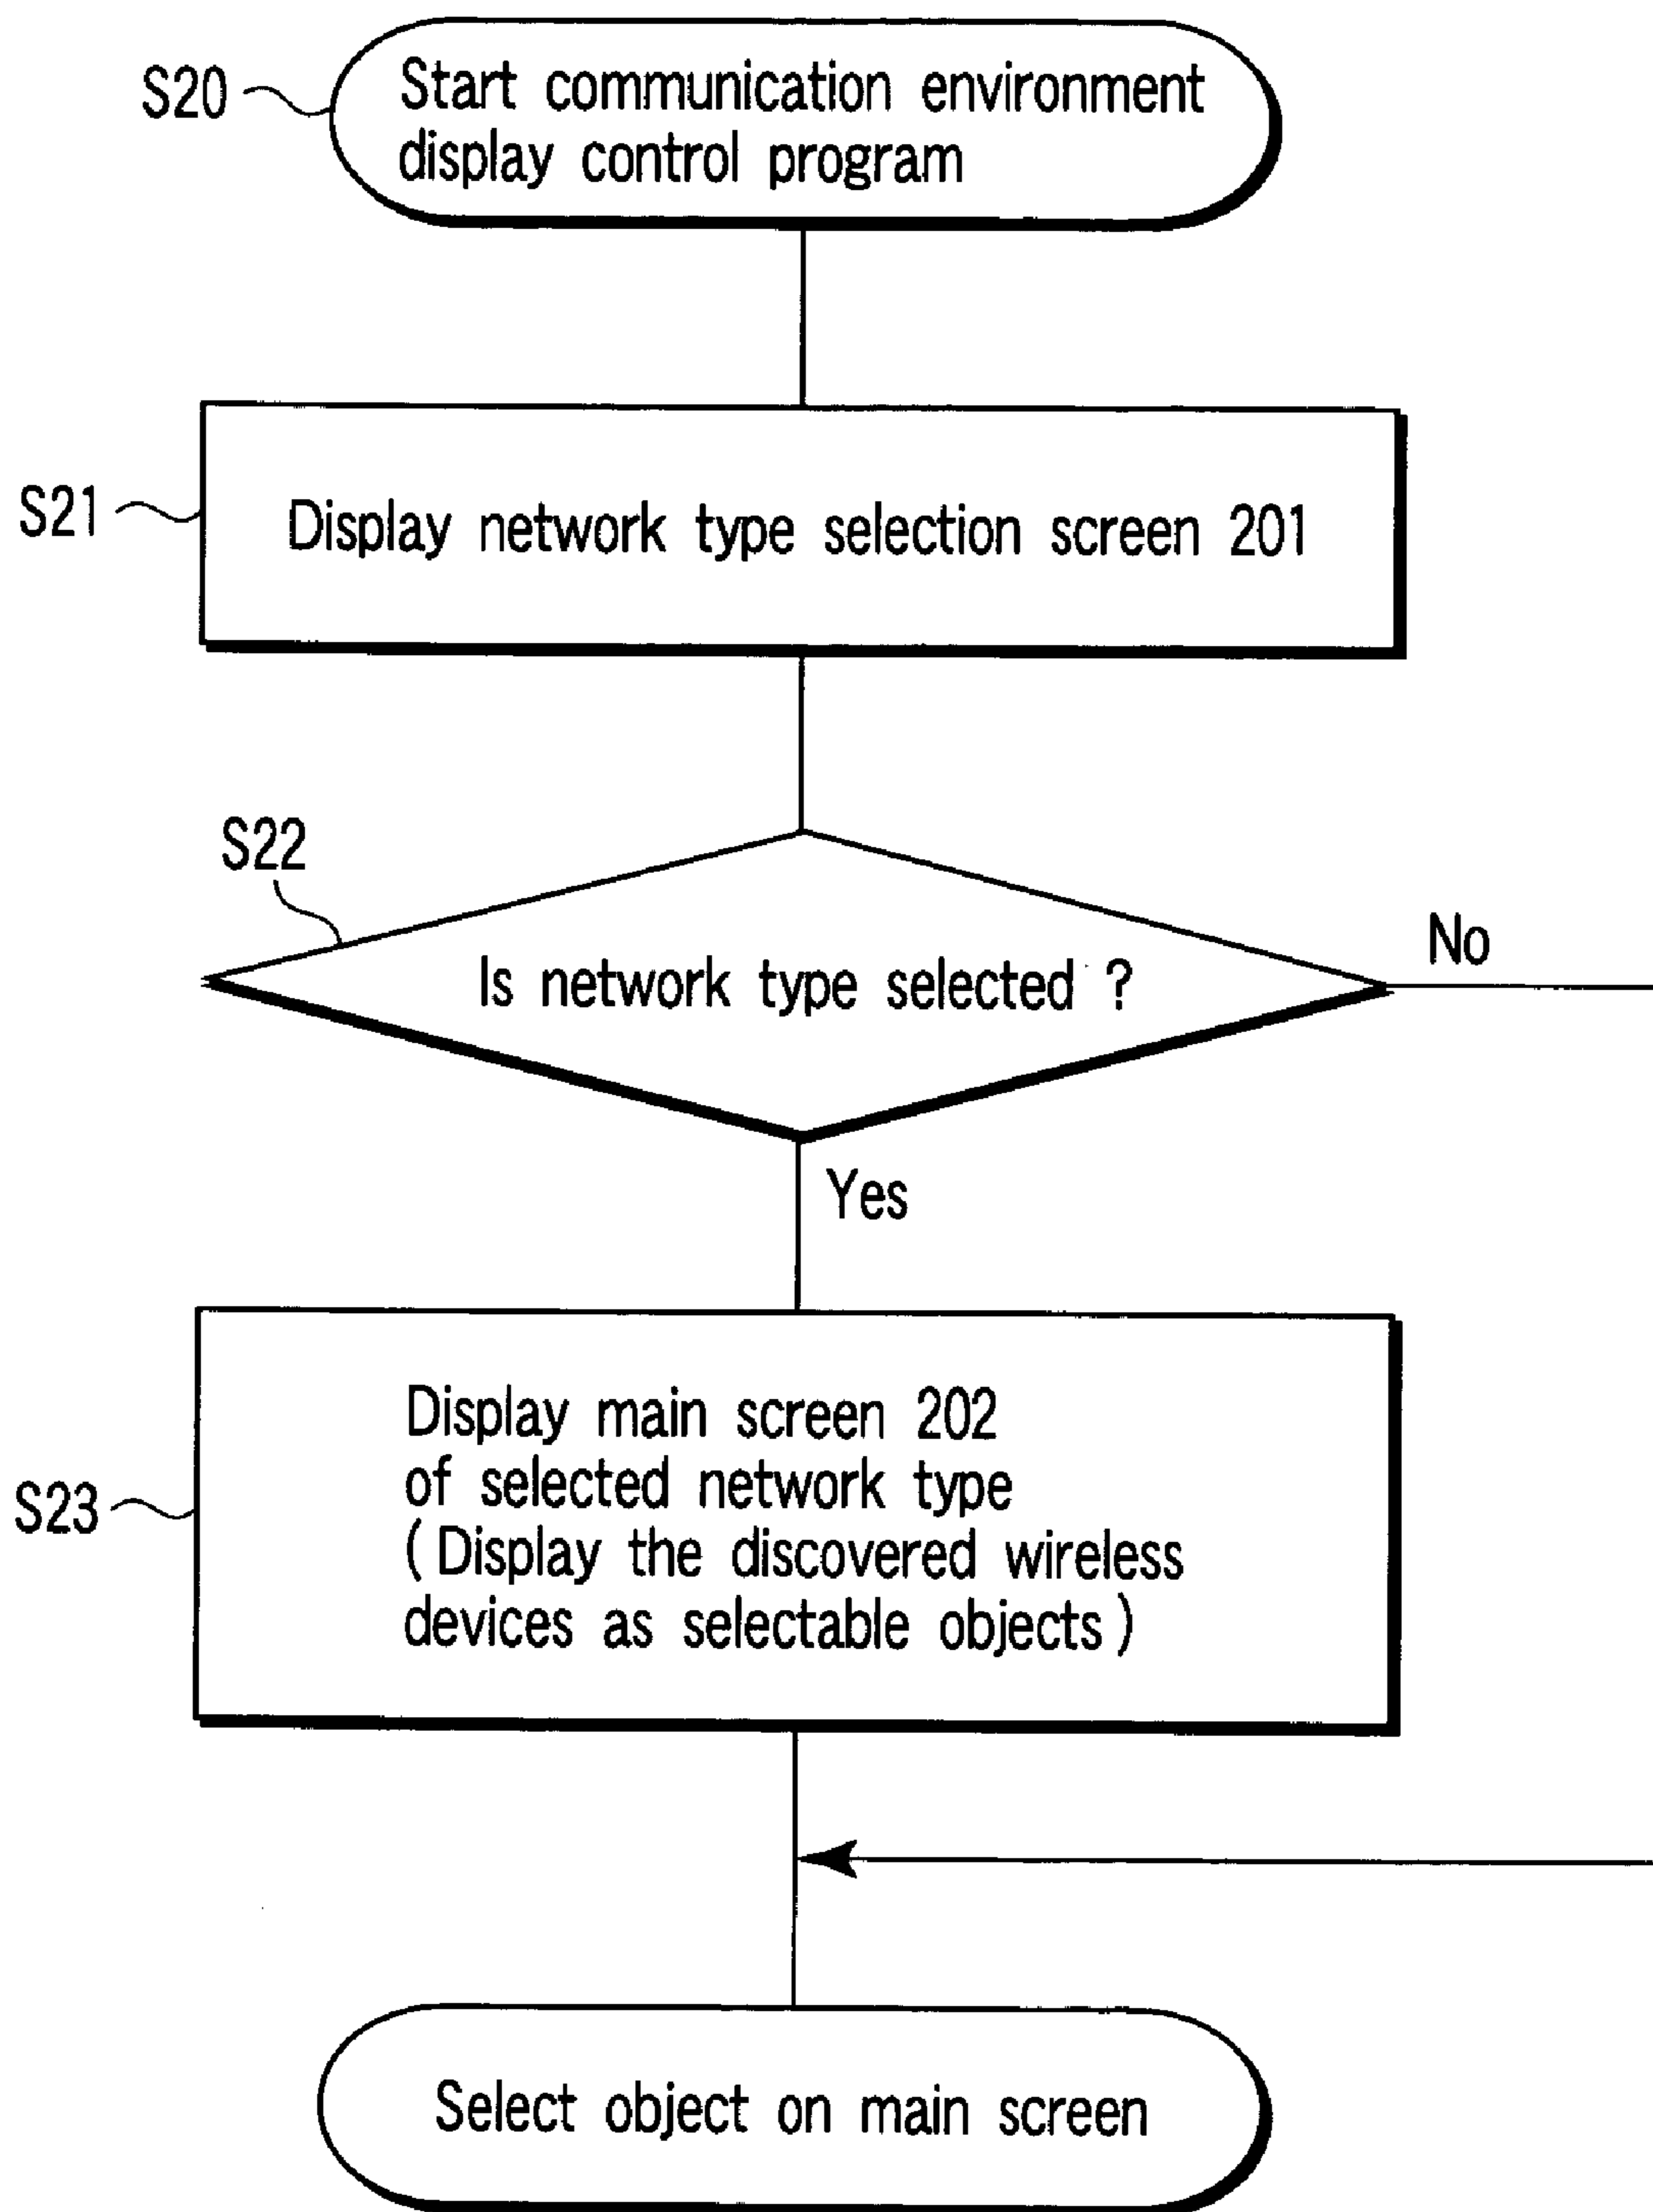 S20
Start communication environment
display control program
S21
Display network type selection screen 201
S22
Is network type selected ?
No
Yes
S23
Display main screen 202
of selected network type
(Display the discovered wireless
devices as selectable objects)
Select object on main screen